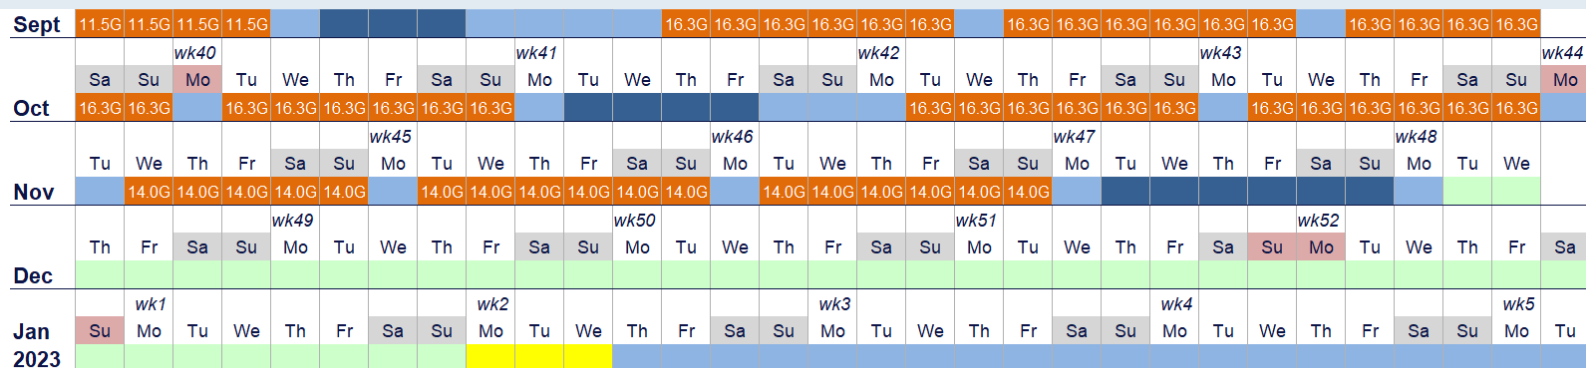 Sept 11.5G 11.5G 11.5G 11.5G 16.3G 16.3G 16.3G 16.3G 16.3G 16.3G 16.3G 16.3G 16.3G 16.3G 16.3G 16.3G 16.3G 16.3G 16.3G 16.3G
wk40 wk41 wk42 wk43 wk44
Sa Su Mo Tu We Th Fr Sa Su Mo Tu We Th Fr Sa Su Mo Tu We Th Fr Sa Su Mo Tu We Th Fr Sa Su Mo
Oct 16.3G 16.3G 16.3G 16.3G 16.3G 16.3G 16.3G 16.3G 16.3G 16.3G 16.3G 16.3G 16.3G 16.3G 16.3G 16.3G 16.3G 16.3G 16.3G 16.3G
wk45 wk46 wk47 wk48
Tu We Th Fr Sa Su Mo Tu We Th Fr Sa Su Mo Tu We Th Fr Sa Su Mo Tu We Th Fr Sa Su Mo Tu We
Nov 14.0G 14.0G 14.0G 14.0G 14.0G 14.0G 14.0G 14.0G 14.0G 14.0G 14.0G 14.0G 14.0G 14.0G 14.0G 14.0G 14.0G
wk49 wk50 wk51 wk52
Th Fr Sa Su Mo Tu We Th Fr Sa Su Mo Tu We Th Fr Sa Su Mo Tu We Th Fr Sa Su Mo Tu We Th Fr Sa
Dec
wk1 wk2 wk3 wk4 wk5
Jan Su Mo Tu We Th Fr Sa Su Mo Tu We Th Fr Sa Su Mo Tu We Th Fr Sa Su Mo Tu We Th Fr Sa Su Mo Tu
2023